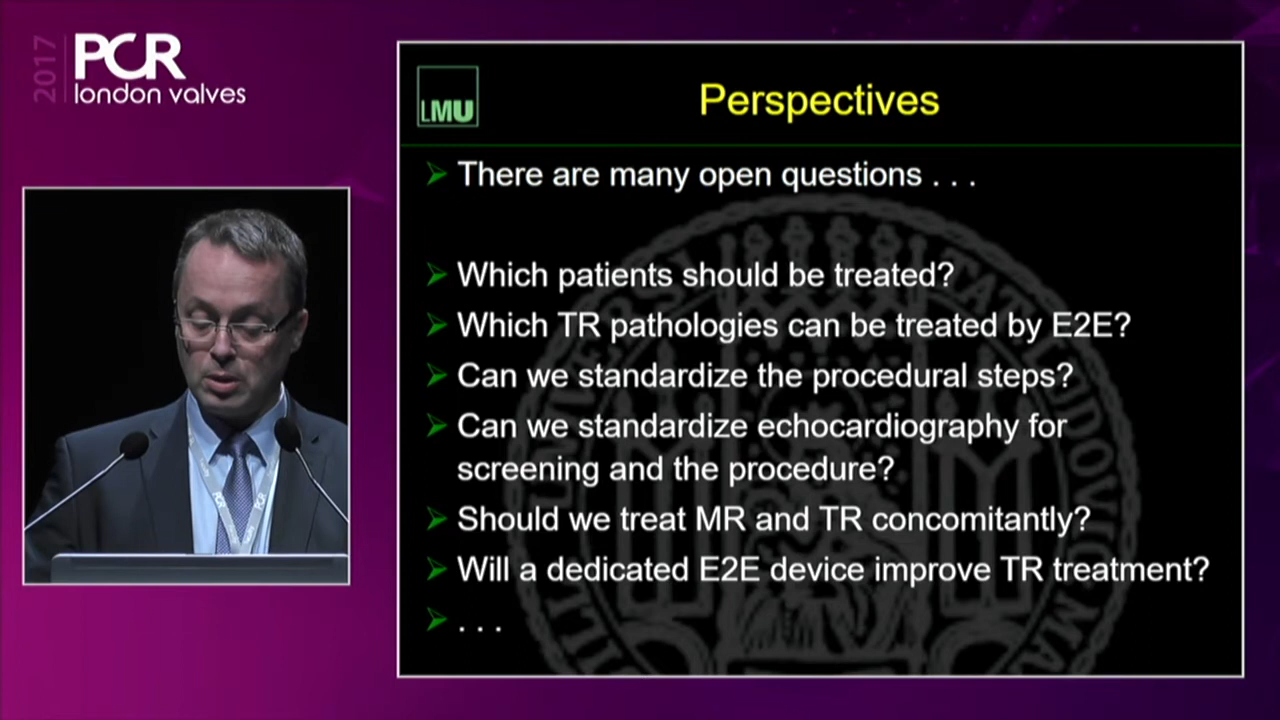 2017
PCR
london valves
LMU
Perspectives
There are many open questions . . .
Which patients should be treated?
Which TR pathologies can be treated by E2E?
Can we standardize the procedural steps?
Can we standardize echocardiography for
screening and the procedure?
Should we treat MR and TR concomitantly?
Will a dedicated E2E device improve TR treatment?
. . .
PCR
PCR